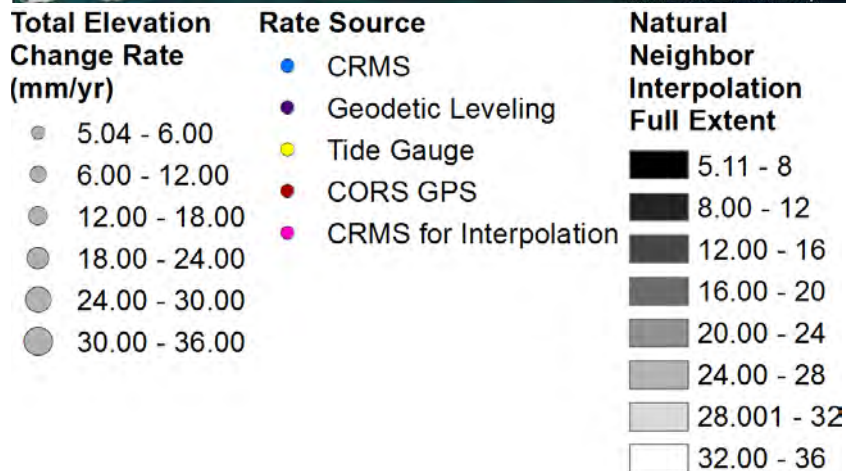 Total Elevation
Change Rate
(mm/yr)
5.04 - 6.00
6.00 - 12.00
12.00 - 18.00
18.00 - 24.00
24.00 - 30.00
30.00 - 36.00
Rate Source
CRMS
Geodetic Leveling
Tide Gauge
CORS GPS
CRMS for Interpolation
Natural
Neighbor
Interpolation
Full Extent
5.11 - 8
8.00 - 12
12.00 - 16
16.00 - 20
20.00 - 24
24.00 - 28
28.001 - 32
32.00 - 36